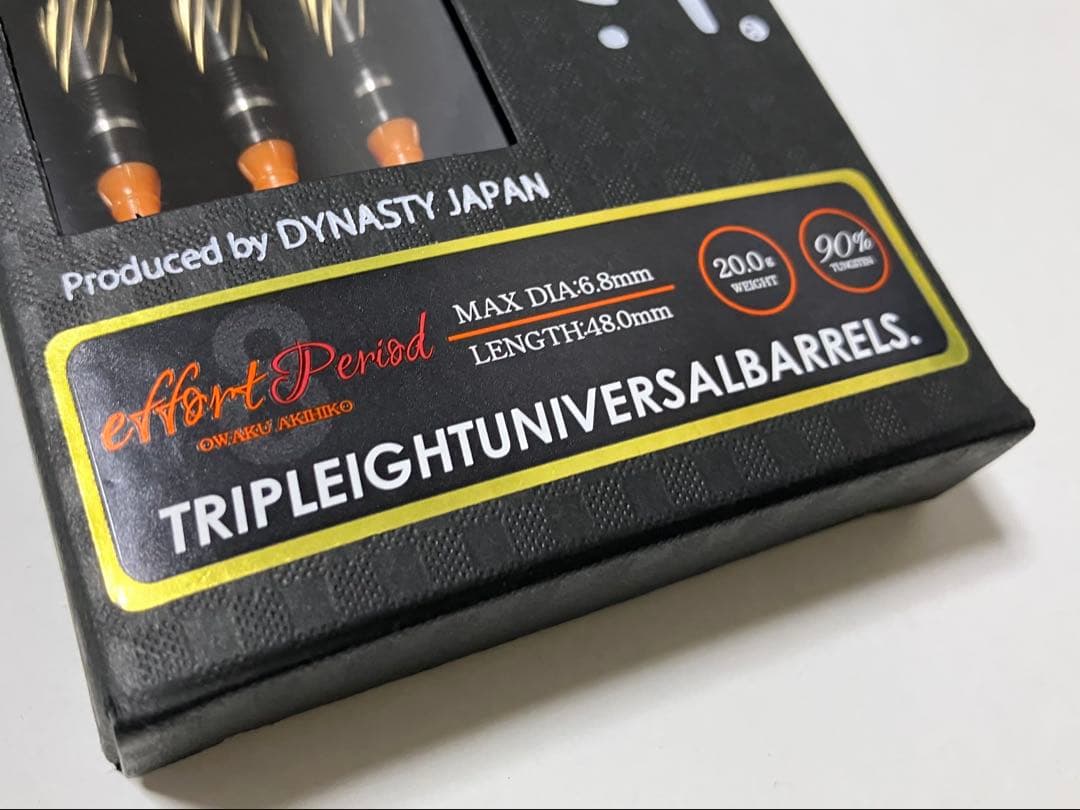 Produced by DYNASTY JAPAN
8
effort Period
OWAKU AKIHIKO
MAX DIA:6.8mm
LENGTH:48.0mm
20.0g
WEIGHT
90%
TUNGSTEN
TRIPLEIGHTUNIVERSALBARRELS.